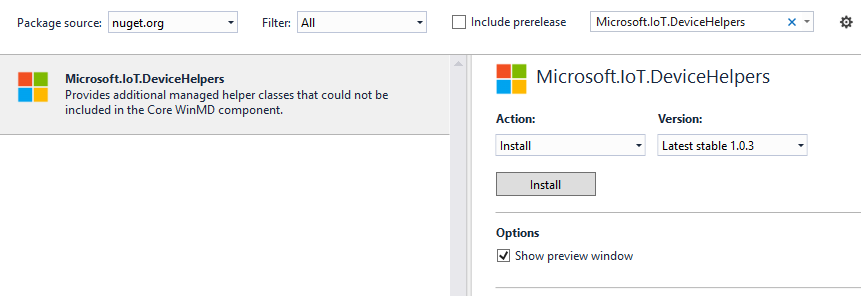 Package source: nuget.org Filter: All Include prerelease Microsoft.IoT.DeviceHelpers
Microsoft.IoT.DeviceHelpers
Provides additional managed helper classes that could not be
included in the Core WinMD component.
Microsoft.IoT.DeviceHelpers
Action: Version:
Install Latest stable 1.0.3
Install
Options
Show preview window